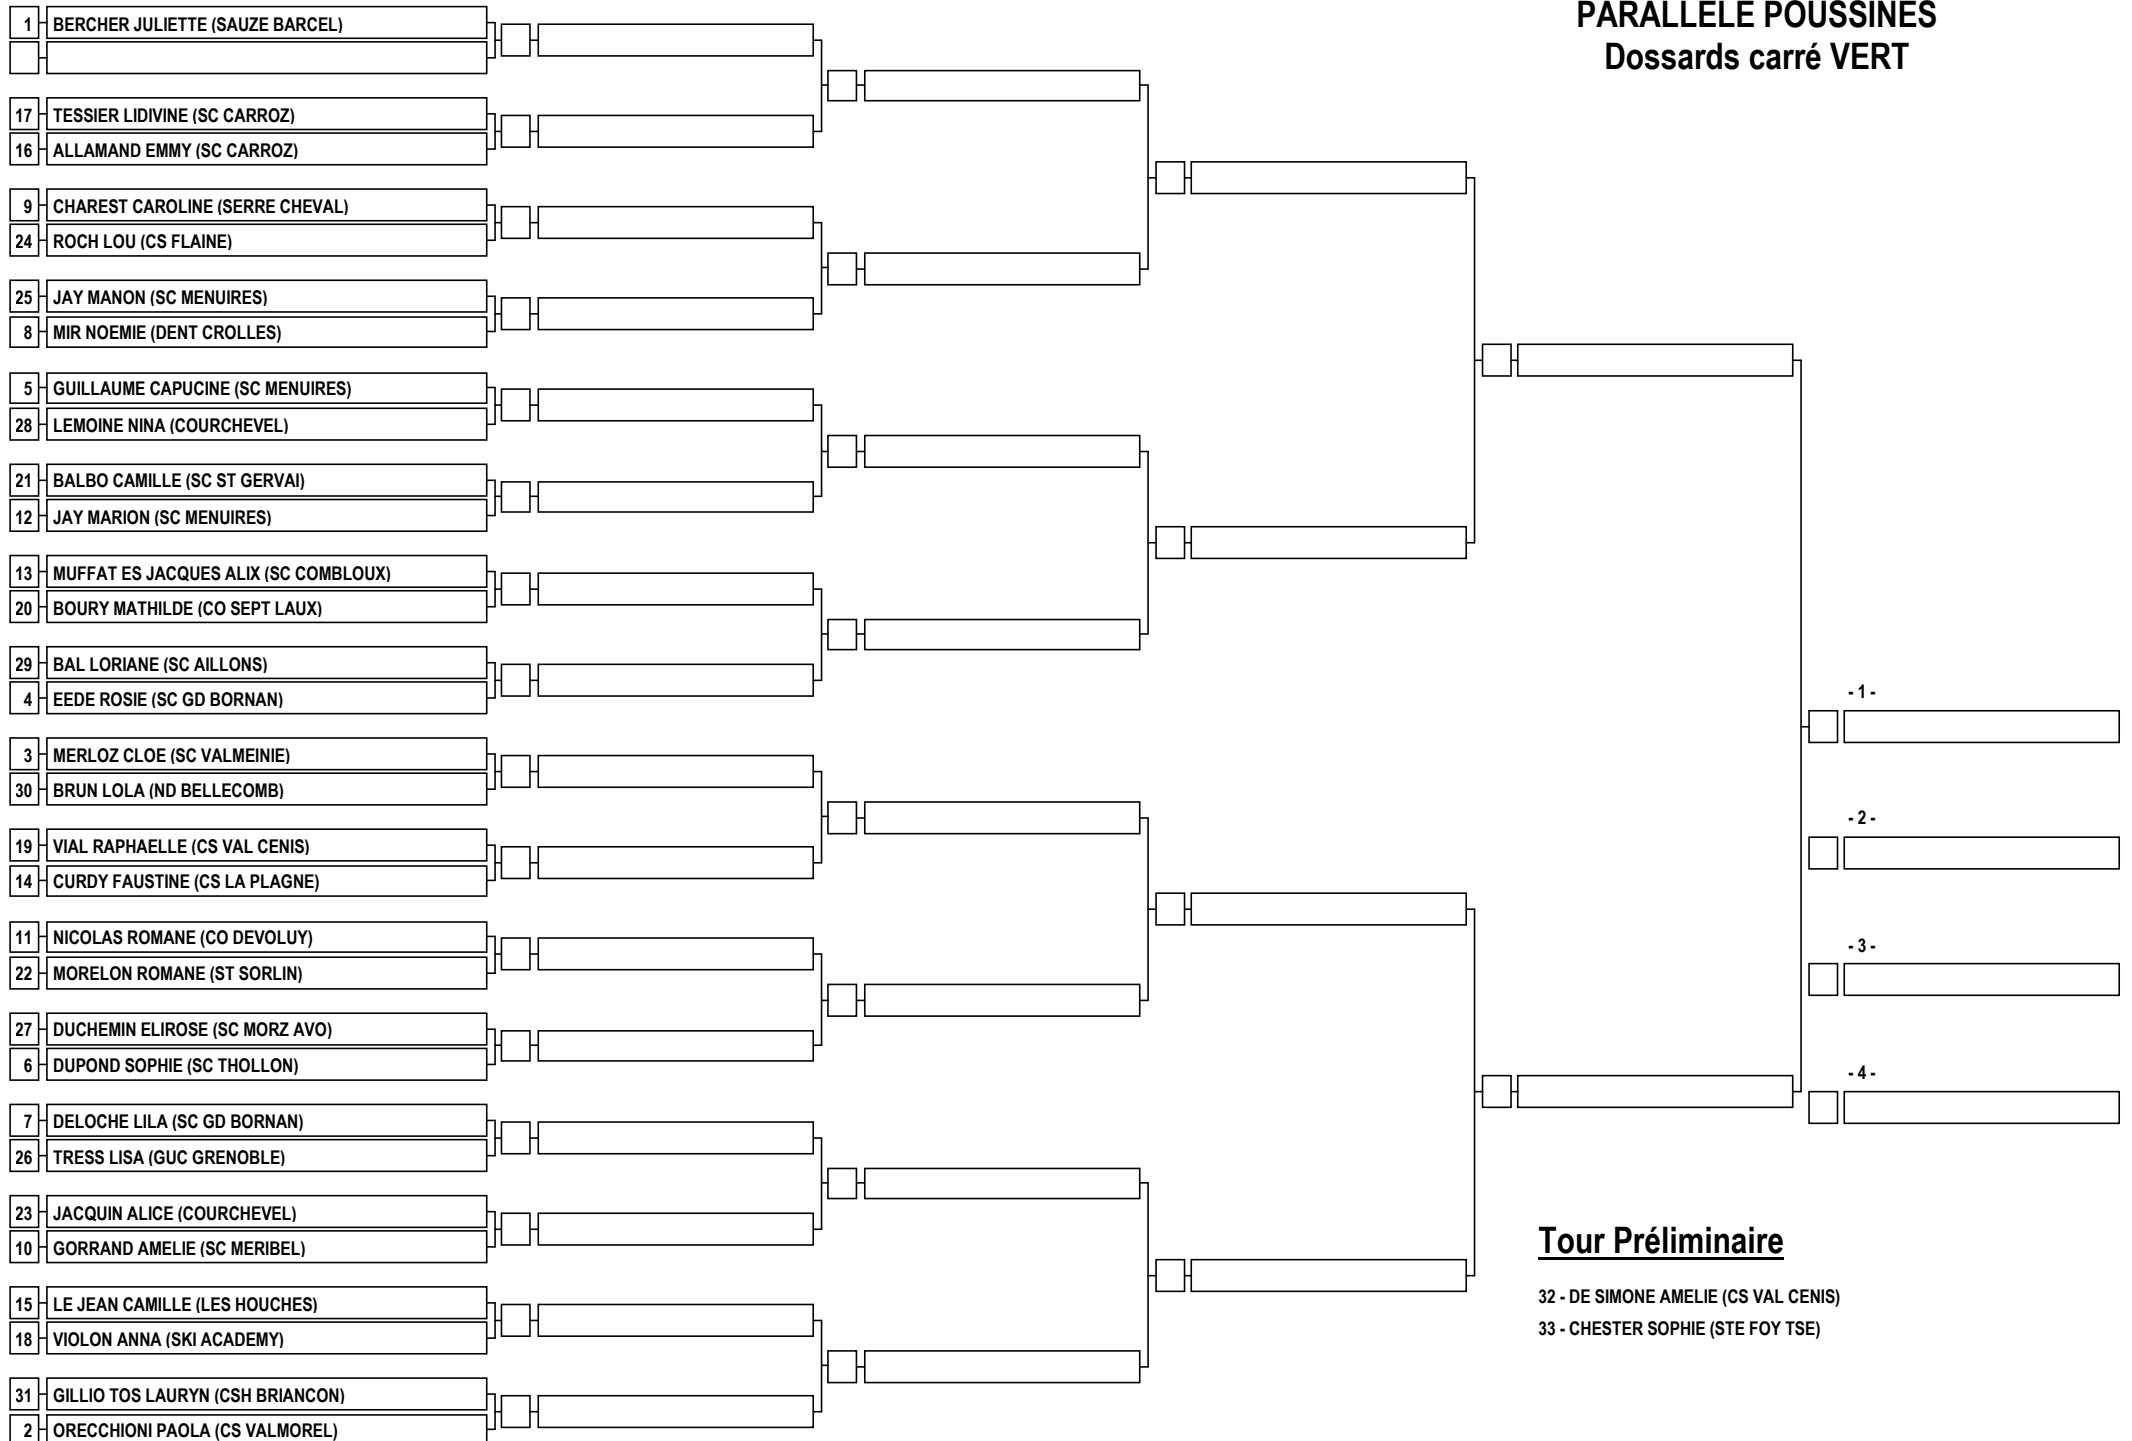 PARALLELE POUSSINES
Dossards carré VERT
1 BERCHER JULIETTE (SAUZE BARCEL)
17 TESSIER LIDIVINE (SC CARROZ)
16 ALLAMAND EMMY (SC CARROZ)
9 CHAREST CAROLINE (SERRE CHEVAL)
24 ROCH LOU (CS FLAINE)
25 JAY MANON (SC MENUIRES)
8 MIR NOEMIE (DENT CROLLES)
5 GUILLAUME CAPUCINE (SC MENUIRES)
28 LEMOINE NINA (COURCHEVEL)
21 BALBO CAMILLE (SC ST GERVAI)
12 JAY MARION (SC MENUIRES)
13 MUFFAT ES JACQUES ALIX (SC COMBLOUX)
20 BOURY MATHILDE (CO SEPT LAUX)
29 BAL LORIANE (SC AILLONS)
4 EEDE ROSIE (SC GD BORNAN)
3 MERLOZ CLOE (SC VALMEINIE)
30 BRUN LOLA (ND BELLECOMB)
19 VIAL RAPHAELLE (CS VAL CENIS)
14 CURDY FAUSTINE (CS LA PLAGNE)
11 NICOLAS ROMANE (CO DEVOLUY)
22 MORELON ROMANE (ST SORLIN)
27 DUCHEMIN ELIROSE (SC MORZ AVO)
6 DUPOND SOPHIE (SC THOLLON)
7 DELOCHE LILA (SC GD BORNAN)
26 TRESS LISA (GUC GRENOBLE)
23 JACQUIN ALICE (COURCHEVEL)
10 GORRAND AMELIE (SC MERIBEL)
15 LE JEAN CAMILLE (LES HOUCHES)
18 VIOLON ANNA (SKI ACADEMY)
31 GILLIO TOS LAURYN (CSH BRIANCON)
2 ORECCHIONI PAOLA (CS VALMOREL)
- 1 -
- 2 -
- 3 -
- 4 -
Tour Préliminaire
32 - DE SIMONE AMELIE (CS VAL CENIS)
33 - CHESTER SOPHIE (STE FOY TSE)